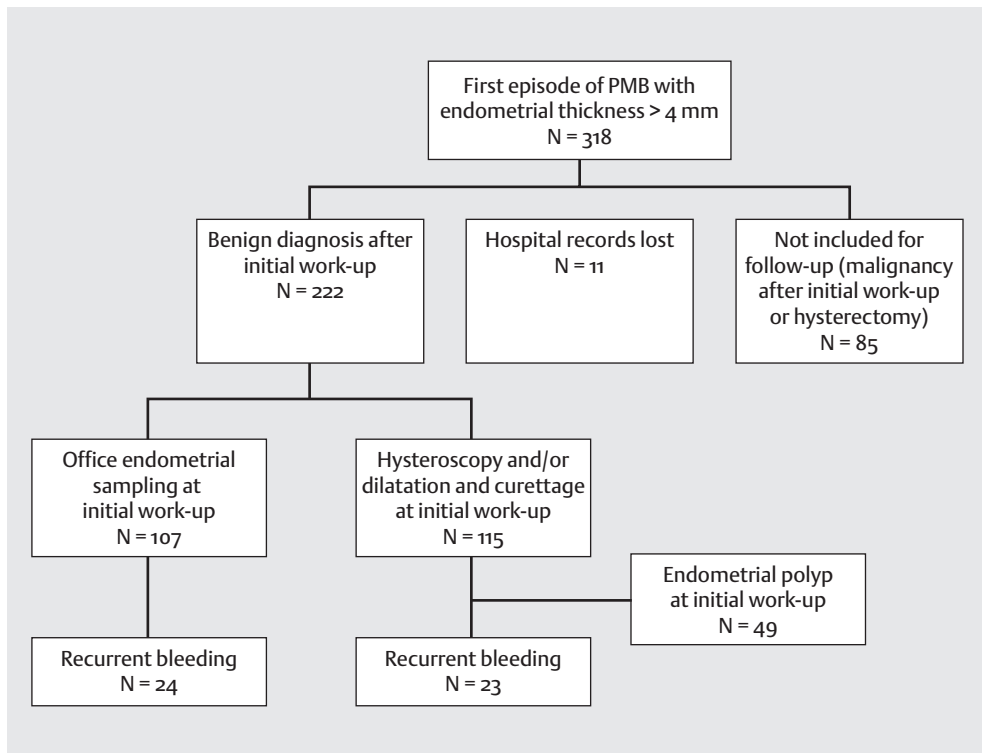 First episode of PMB with
endometrial thickness > 4 mm
N = 318
Benign diagnosis after
initial work-up
N = 222
Hospital records lost
N = 11
Not included for
follow-up (malignancy
after initial work-up
or hysterectomy)
N = 85
Office endometrial
sampling at
initial work-up
N = 107
Hysteroscopy and/or
dilatation and curettage
at initial work-up
N = 115
Endometrial polyp
at initial work-up
N = 49
Recurrent bleeding
N = 24
Recurrent bleeding
N = 23